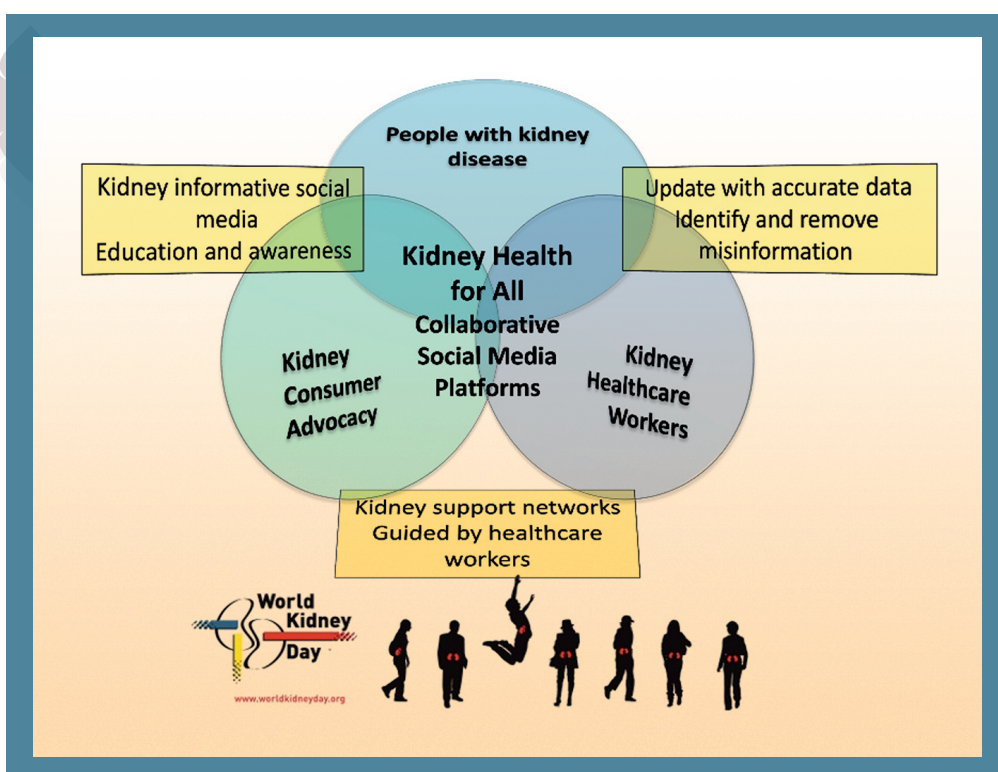 People with kidney
disease
Kidney informative social
media
Education and awareness
Update with accurate data
Identify and remove
misinformation
Kidney Health
for All
Collaborative
Social Media
Platforms
Kidney
Consumer
Advocacy
Kidney
Healthcare
Workers
Kidney support networks
Guided by healthcare
workers
World
Kidney
Day
www.worldkidneyday.org